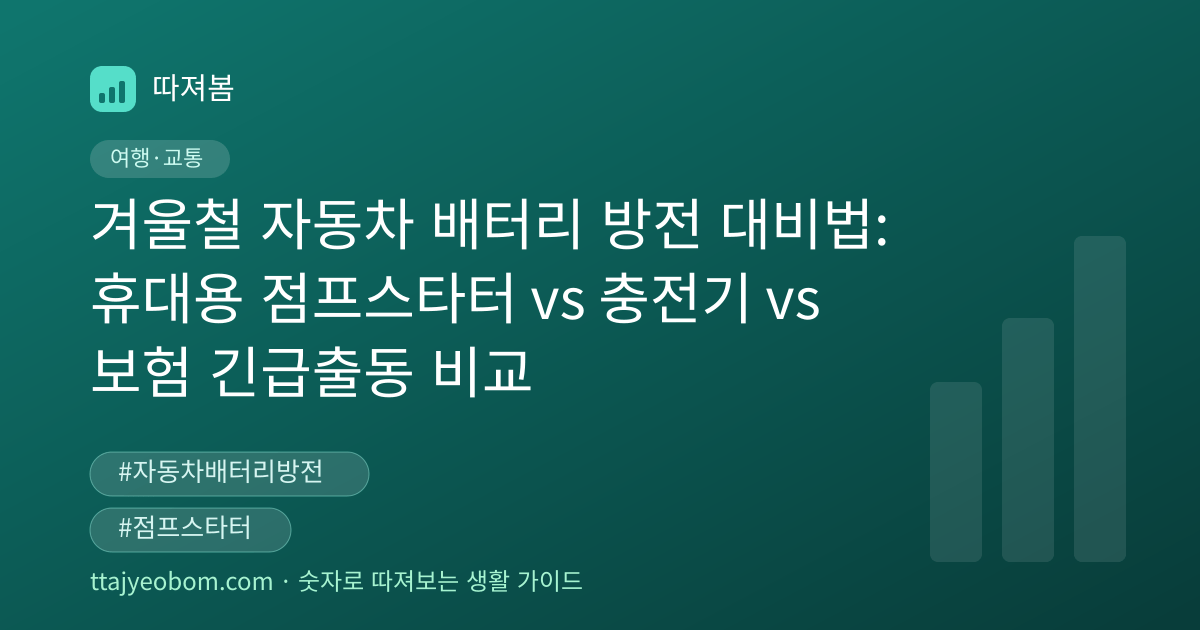 따져봄
여행·교통
겨울철 자동차 배터리 방전 대비법:
휴대용 점프스타터 vs 충전기 vs
보험 긴급출동 비교
#자동차배터리방전
#점프스타터
ttajyeobom.com · 숫자로 따져보는 생활 가이드